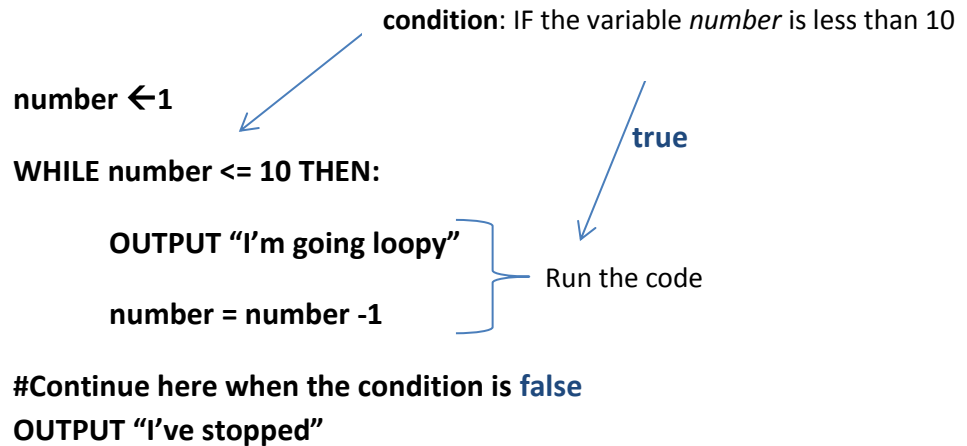 condition: IF the variable number is less than 10
number ←1
true
WHILE number <= 10 THEN:
OUTPUT “I’m going loopy”
Run the code
number = number -1
#Continue here when the condition is false
OUTPUT “I’ve stopped”